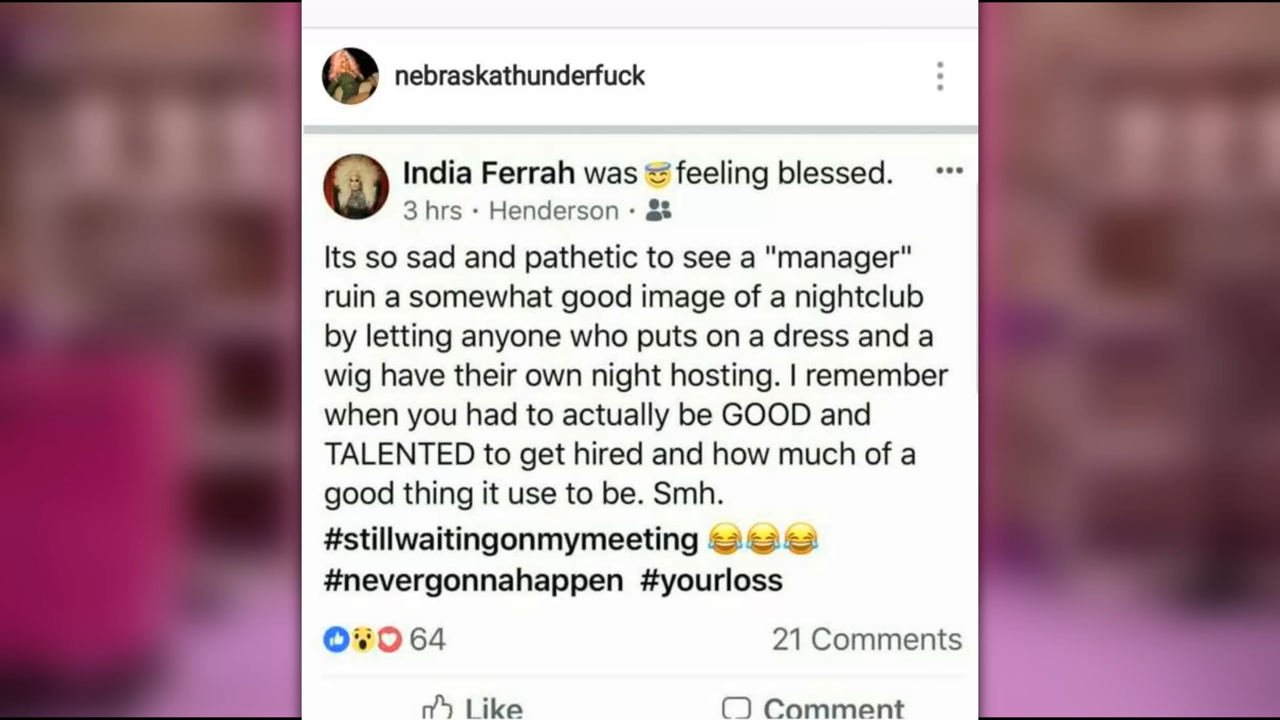 nebraskathunderfuck
India Ferrah was 😇 feeling blessed.
3 hrs · Henderson ·
Its so sad and pathetic to see a "manager"
ruin a somewhat good image of a nightclub
by letting anyone who puts on a dress and a
wig have their own night hosting. I remember
when you had to actually be GOOD and
TALENTED to get hired and how much of a
good thing it use to be. Smh.
#stillwaitingonmymeeting 😂😂😂
#nevergonnahappen #yourloss
64 21 Comments
Like Comment